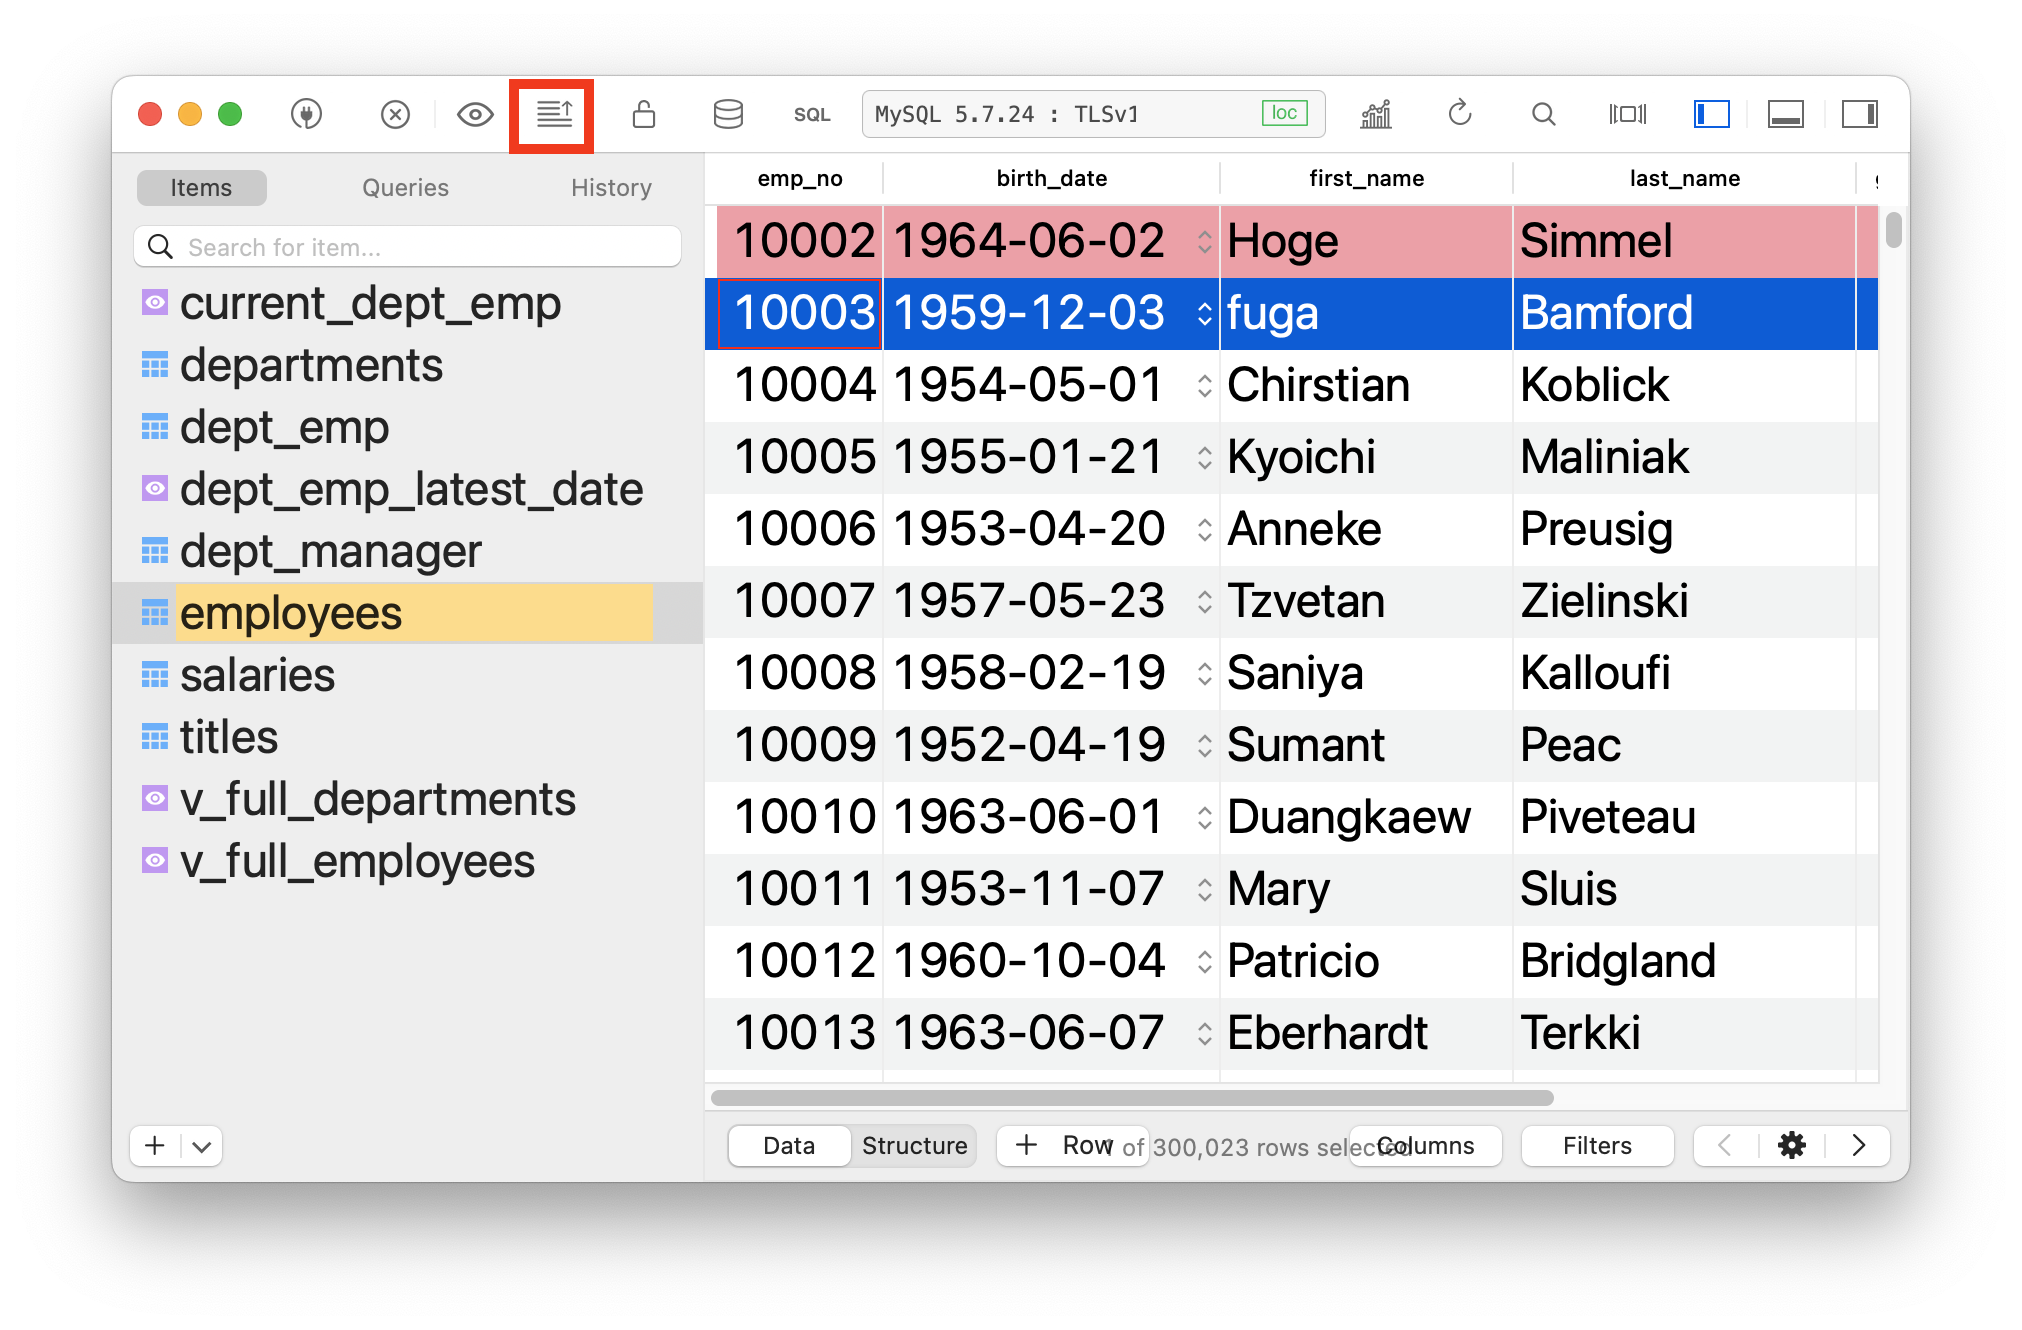 SQL
MySQL 5.7.24 : TLSv1
loc
Items
Queries
History
Search for item...
current_dept_emp
departments
dept_emp
dept_emp_latest_date
dept_manager
employees
salaries
titles
v_full_departments
v_full_employees
emp_no birth_date first_name last_name
10002 1964-06-02 Hoge Simmel
10003 1959-12-03 fuga Bamford
10004 1954-05-01 Chirstian Koblick
10005 1955-01-21 Kyoichi Maliniak
10006 1953-04-20 Anneke Preusig
10007 1957-05-23 Tzvetan Zielinski
10008 1958-02-19 Saniya Kalloufi
10009 1952-04-19 Sumant Peac
10010 1963-06-01 Duangkaew Piveteau
10011 1953-11-07 Mary Sluis
10012 1960-10-04 Patricio Bridgland
10013 1963-06-07 Eberhardt Terkki
Data
Structure
Row
1 of 300,023 rows selected
Columns
Filters